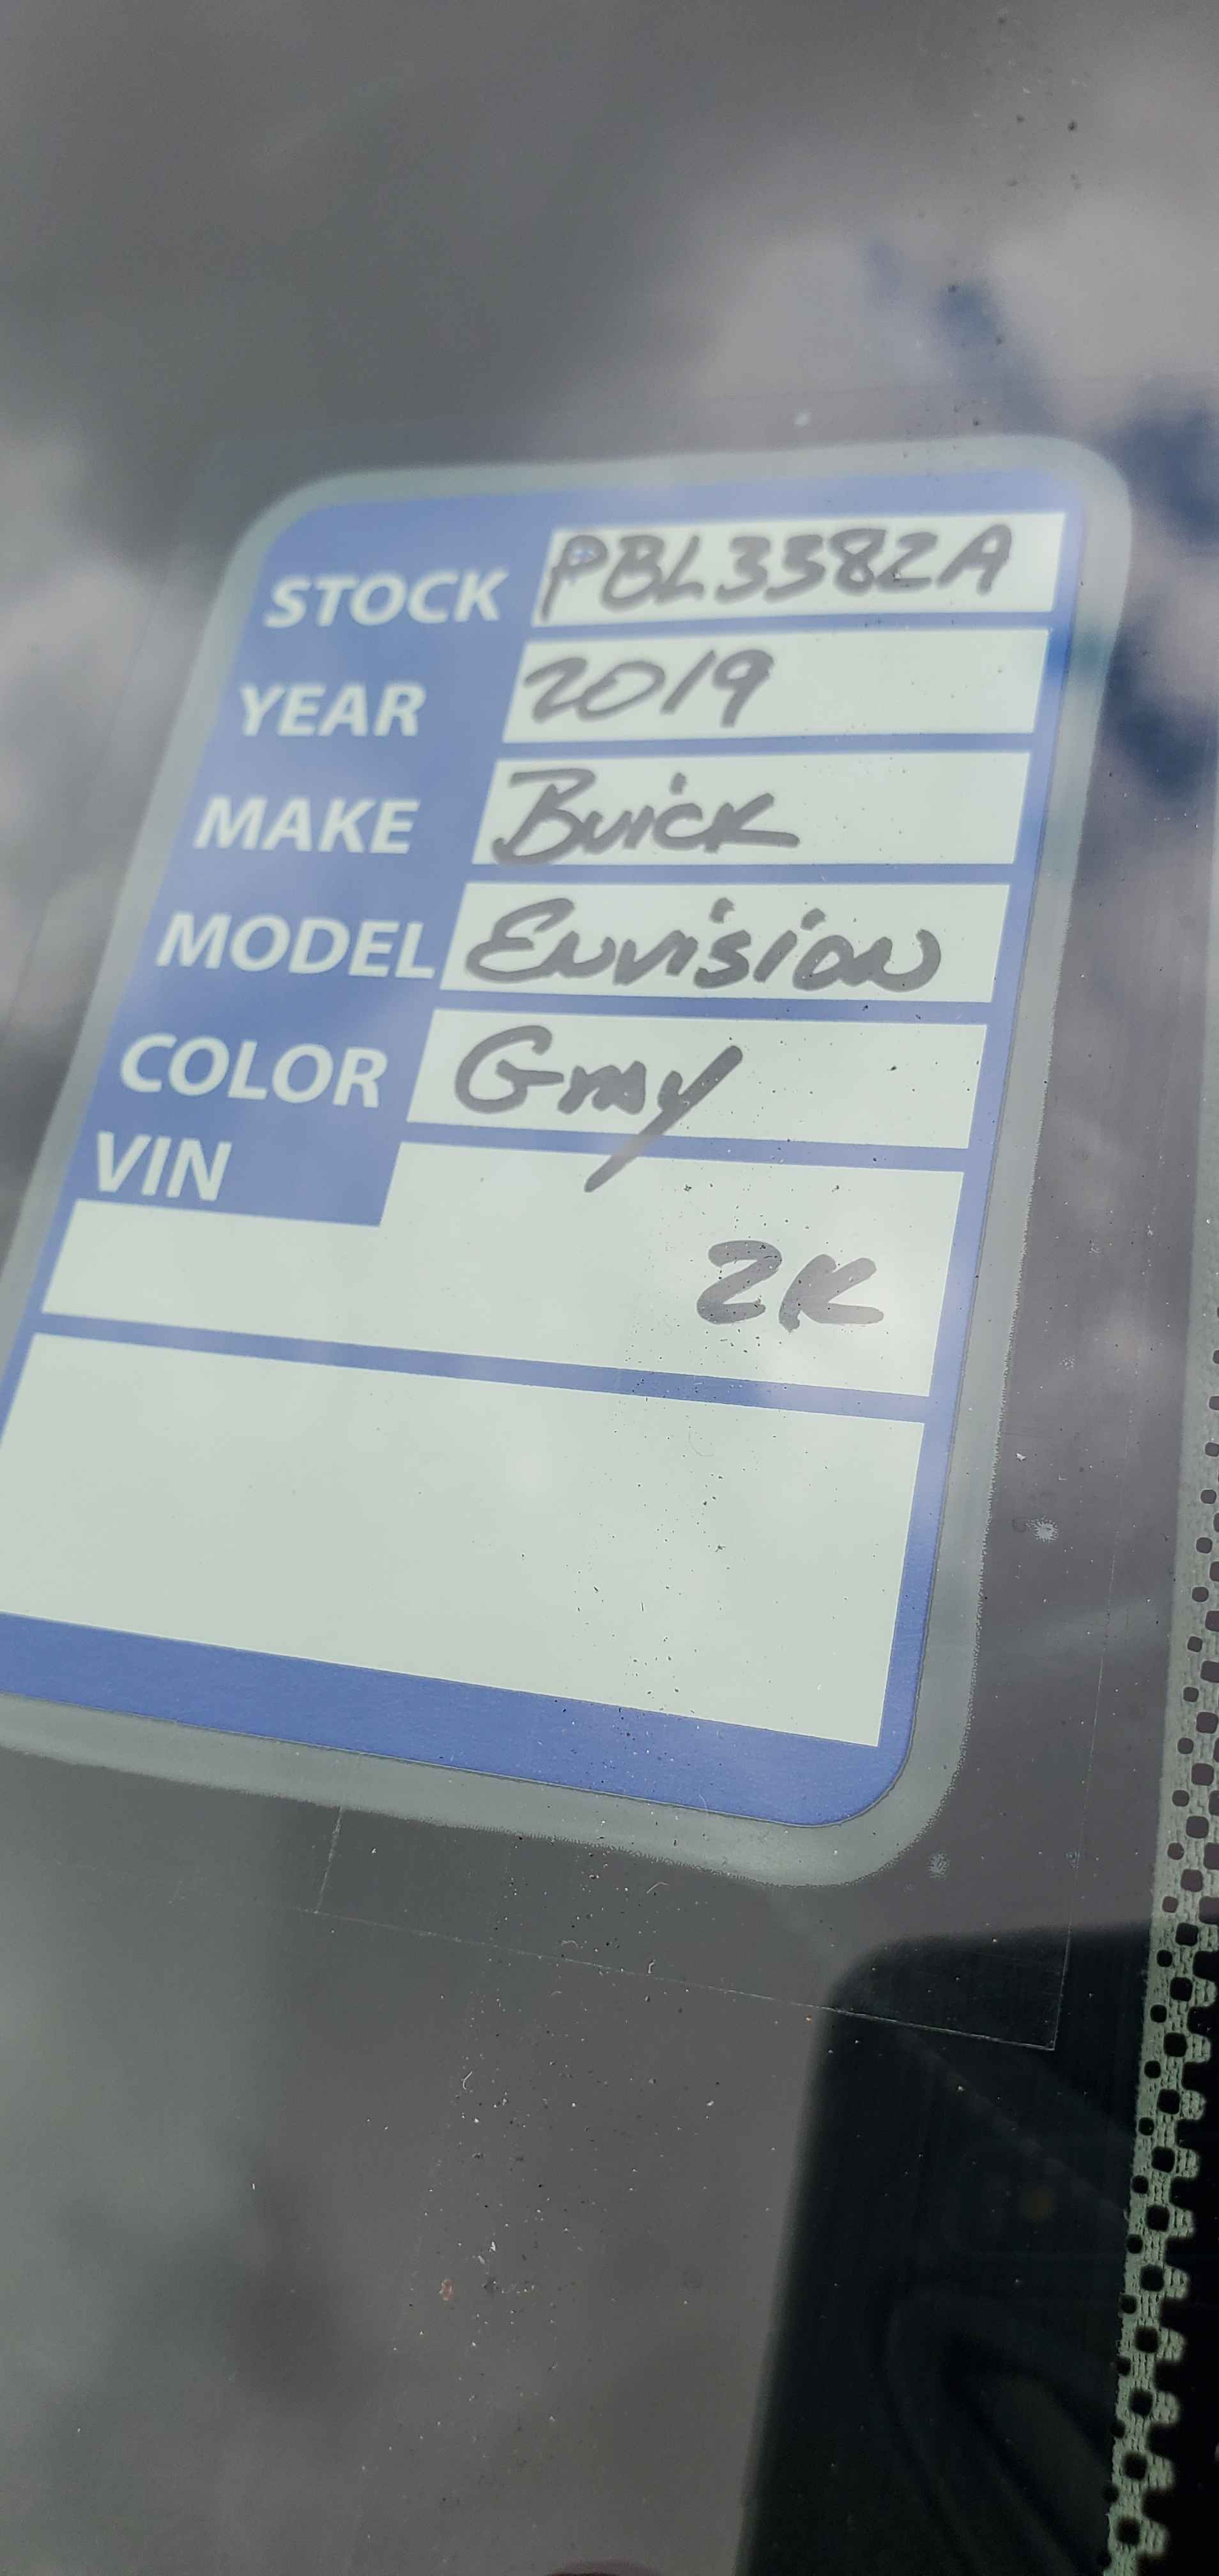 STOCK PBL3382A
YEAR 2019
MAKE Buick
MODEL Envision
COLOR Gray
VIN
2K